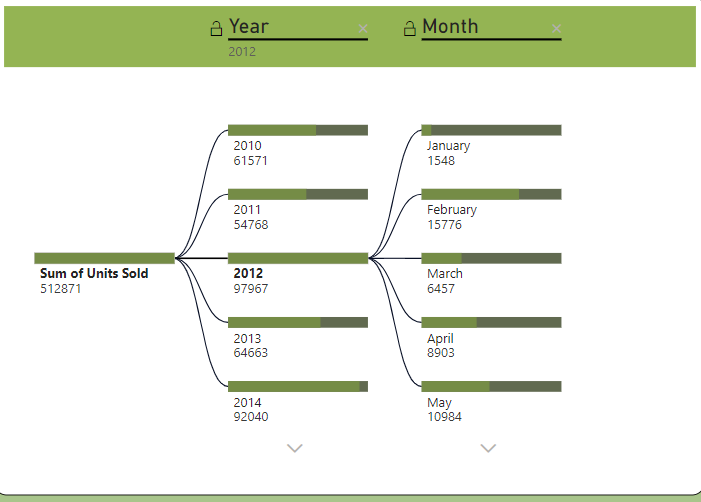 Year
Month
2012
2010
61571
2011
54768
Sum of Units Sold
512871
2012
97967
2013
64663
2014
92040
January
1548
February
15776
March
6457
April
8903
May
10984